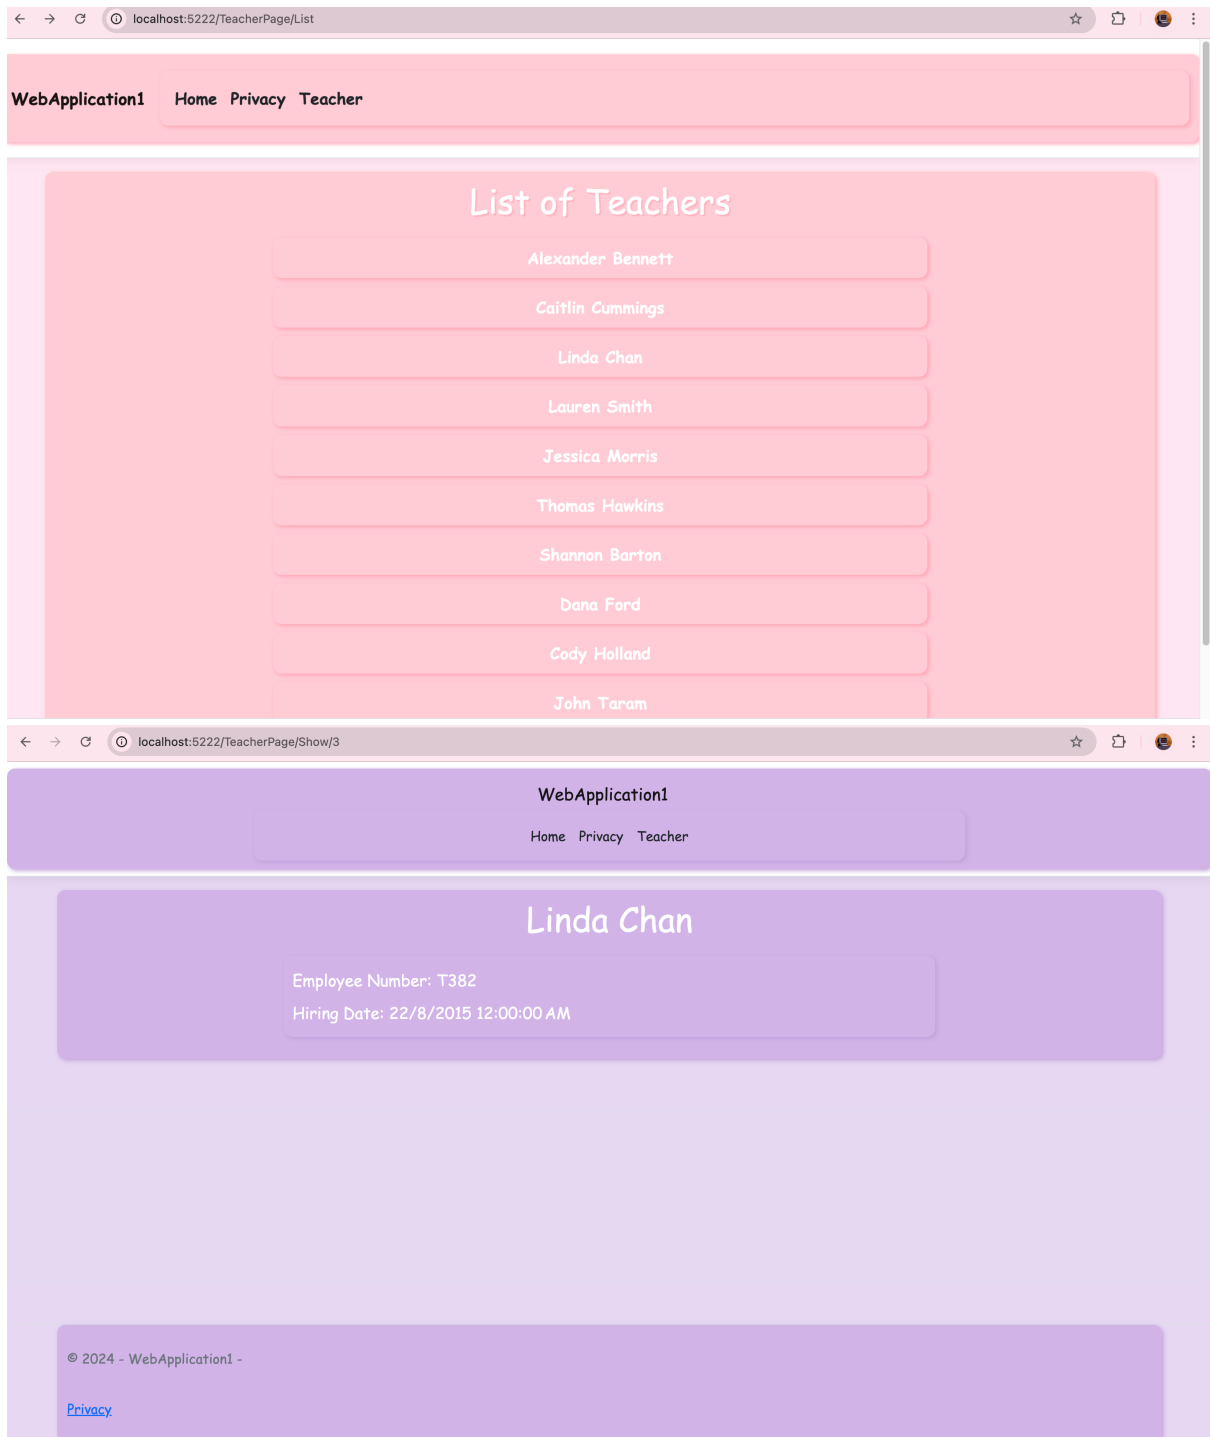 localhost:5222/TeacherPage/List
WebApplication1 Home Privacy Teacher
List of Teachers
Alexander Bennett
Caitlin Cummings
Linda Chan
Lauren Smith
Jessica Morris
Thomas Hawkins
Shannon Barton
Dana Ford
Cody Holland
John Taram
localhost:5222/TeacherPage/Show/3
WebApplication1
Home Privacy Teacher
Linda Chan
Employee Number: T382
Hiring Date: 22/8/2015 12:00:00 AM
© 2024 - WebApplication1 -
Privacy